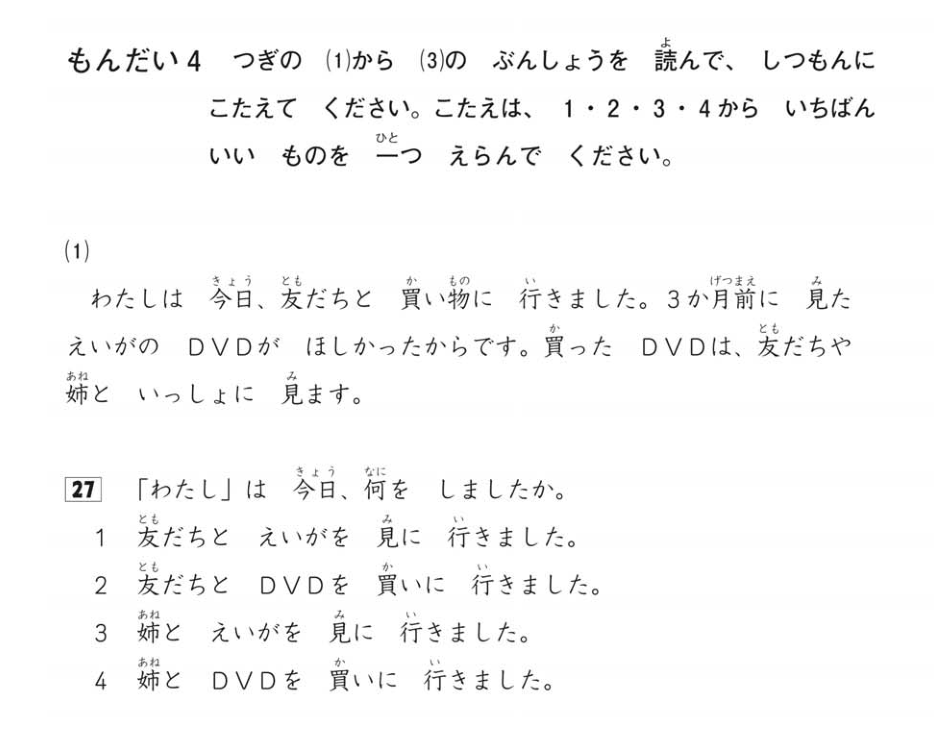 もんだい4　つぎの　(1)から　(3)の　ぶんしょうを　読んで、しつもんに
こたえて　ください。こたえは、　1・2・3・4から　いちばん
いい　ものを　一つ　えらんで　ください。
(1)
わたしは　今日、友だちと　買い物に　行きました。3か月前に　見た
えいがの　DVDが　ほしかったからです。買った　DVDは、友だちや
姉と　いっしょに　見ます。
27　「わたし」は　今日、何を　しましたか。
1　友だちと　えいがを　見に　行きました。
2　友だちと　DVDを　買いに　行きました。
3　姉と　えいがを　見に　行きました。
4　姉と　DVDを　買いに　行きました。